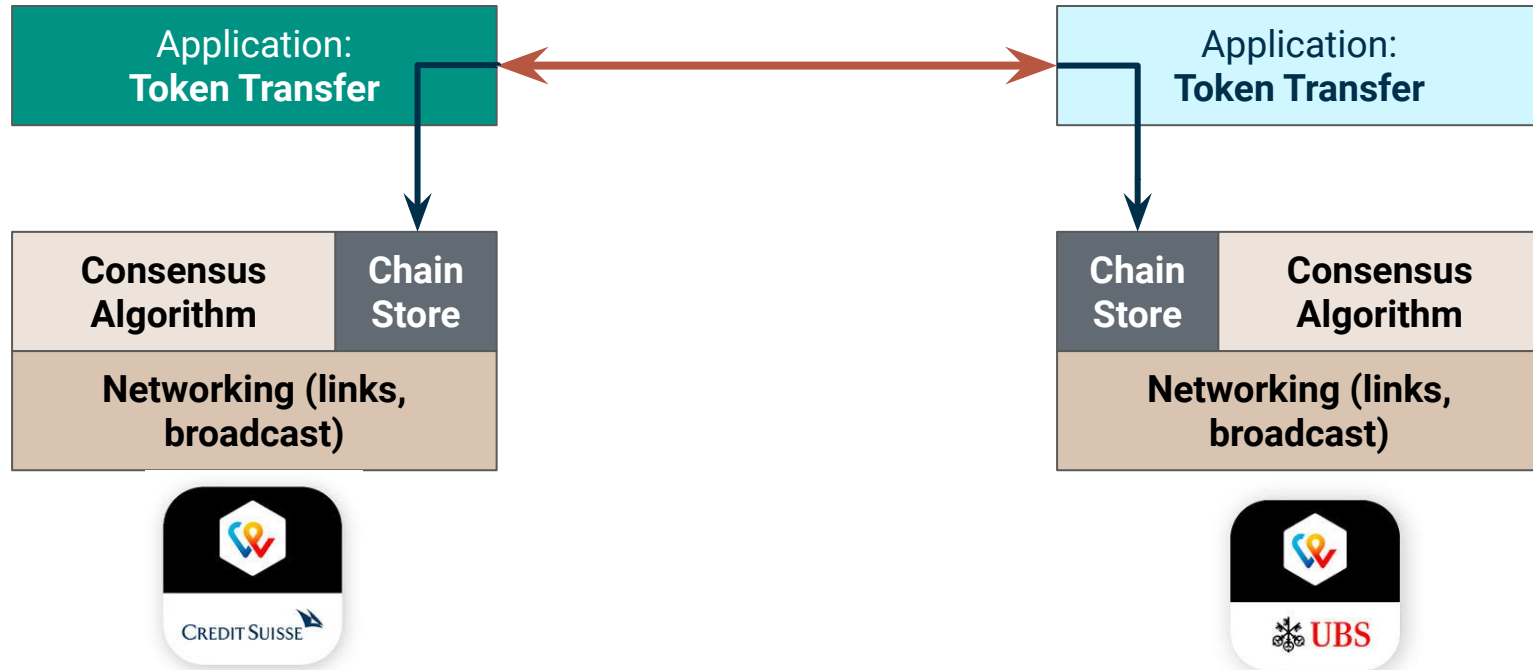 Application:
Token Transfer
Application:
Token Transfer
Consensus
Algorithm
Chain
Store
Chain
Store
Consensus
Algorithm
Networking (links,
broadcast)
Networking (links,
broadcast)
CREDIT SUISSE
UBS